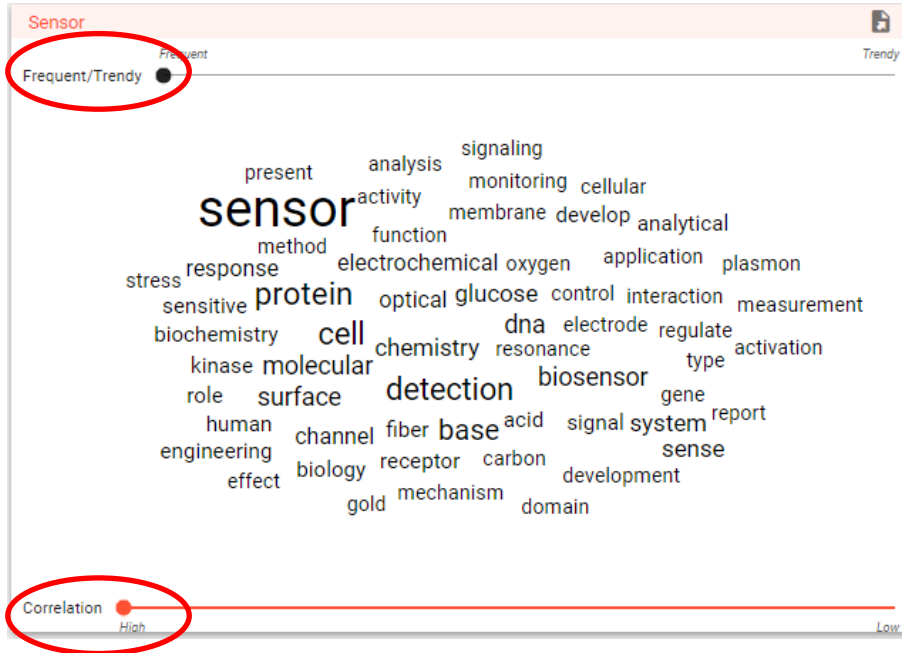 Sensor
Frequent Trendy
Frequent/Trendy
signaling
present analysis monitoring cellular
sensor activity membrane develop analytical
method function
stress response electrochemical oxygen application plasmon
sensitive protein optical glucose control interaction measurement
biochemistry cell chemistry dna electrode regulate
resonance type activation
kinase molecular detection biosensor
role surface gene
human channel fiber base acid signal system report
engineering sense
effect biology receptor carbon development
gold mechanism domain
Correlation
High Low